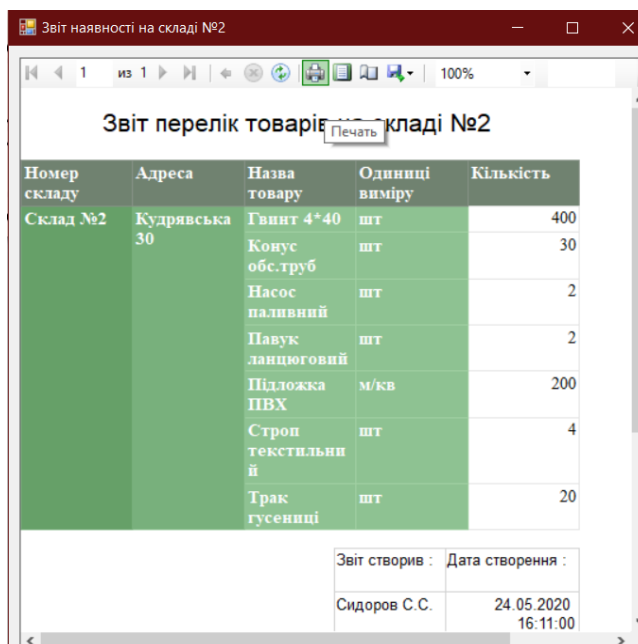 Звіт наявності на складі №2
1 из 1 100%
Звіт перелік товарів на складі №2
Печать
Номер складу Адреса Назва товару Одиниці виміру Кількість
Склад №2 Кудрявська 30 Гвинт 4*40 шт 400
Конус обс.труб шт 30
Насос паливний шт 2
Павук ланцюговий шт 2
Підложка ПВХ м/кв 200
Строп текстильний шт 4
Трак гусениці шт 20
Звіт створив : Дата створення :
Сидоров С.С. 24.05.2020
16:11:00